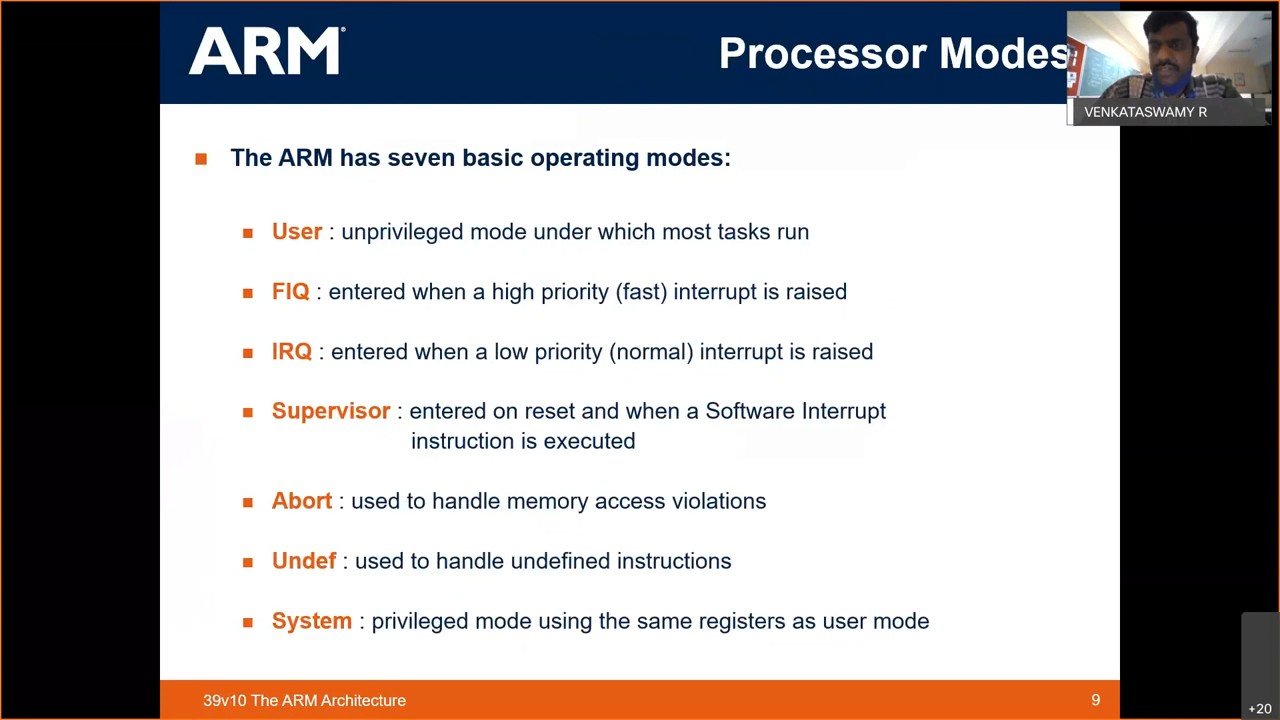 ARM®
Processor Modes
VENKATASWAMY R
■ The ARM has seven basic operating modes:
■ User : unprivileged mode under which most tasks run
■ FIQ : entered when a high priority (fast) interrupt is raised
■ IRQ : entered when a low priority (normal) interrupt is raised
■ Supervisor : entered on reset and when a Software Interrupt
instruction is executed
■ Abort : used to handle memory access violations
■ Undef : used to handle undefined instructions
■ System : privileged mode using the same registers as user mode
39v10 The ARM Architecture
9
+20